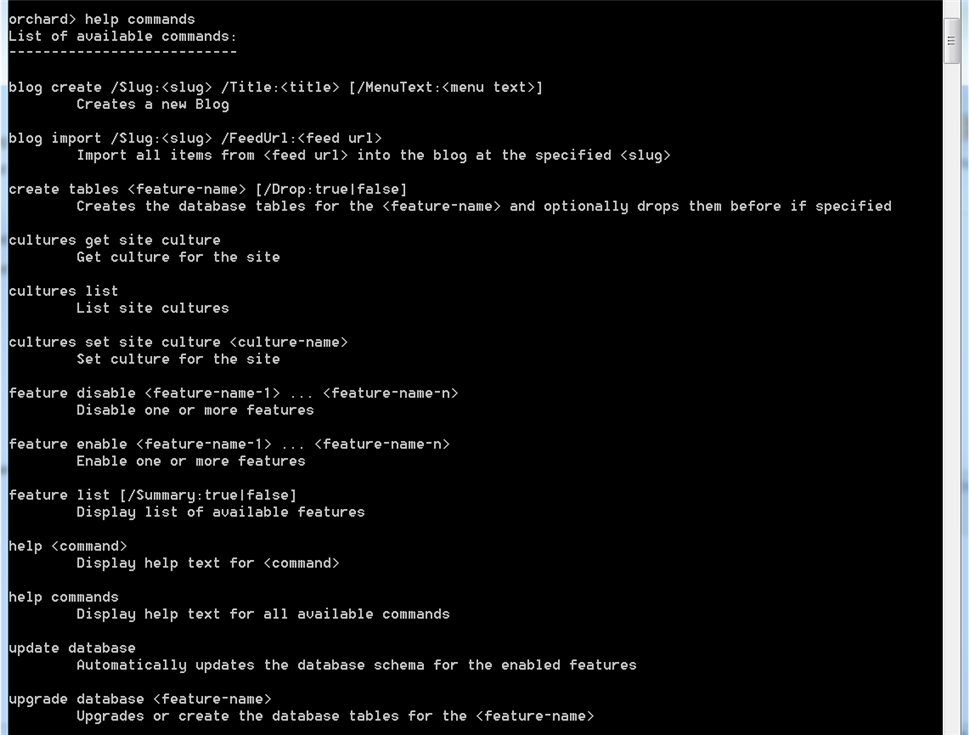 orchard> help commands
List of available commands:
---------------------------
blog create /Slug:<slug> /Title:<title> [/MenuText:<menu text>]
Creates a new Blog
blog import /Slug:<slug> /FeedUrl:<feed url>
Import all items from <feed url> into the blog at the specified <slug>
create tables <feature-name> [/Drop:true|false]
Creates the database tables for the <feature-name> and optionally drops them before if specified
cultures get site culture
Get culture for the site
cultures list
List site cultures
cultures set site culture <culture-name>
Set culture for the site
feature disable <feature-name-1> ... <feature-name-n>
Disable one or more features
feature enable <feature-name-1> ... <feature-name-n>
Enable one or more features
feature list [/Summary:true|false]
Display list of available features
help <command>
Display help text for <command>
help commands
Display help text for all available commands
update database
Automatically updates the database schema for the enabled features
upgrade database <feature-name>
Upgrades or create the database tables for the <feature-name>